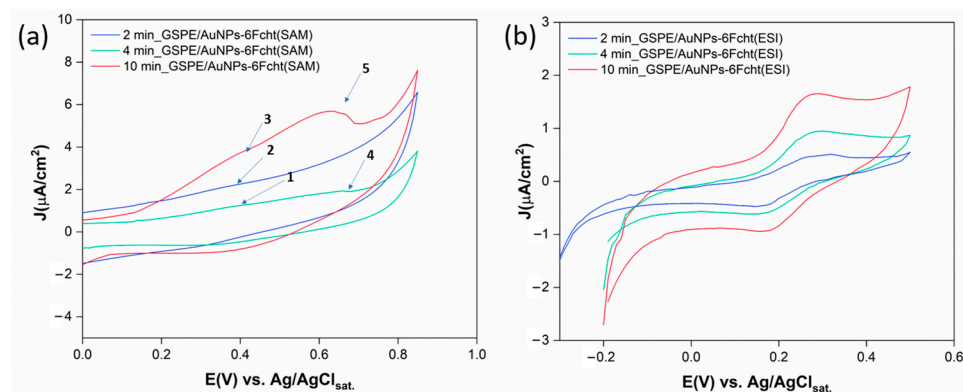 (a)
2 min_GSPE/AuNPs-6Fcht(SAM)
4 min_GSPE/AuNPs-6Fcht(SAM)
10 min_GSPE/AuNPs-6Fcht(SAM)
10
8
6
4
2
0
−2
−4
J(μA/cm²)
5
3
2
1
4
0.0 0.2 0.4 0.6 0.8 1.0
E(V) vs. Ag/AgClsat.
(b)
2 min_GSPE/AuNPs-6Fcht(ESI)
4 min_GSPE/AuNPs-6Fcht(ESI)
10 min_GSPE/AuNPs-6Fcht(ESI)
3
2
1
0
−1
−2
−3
J(μA/cm²)
−0.2 0.0 0.2 0.4 0.6
E(V) vs. Ag/AgClsat.